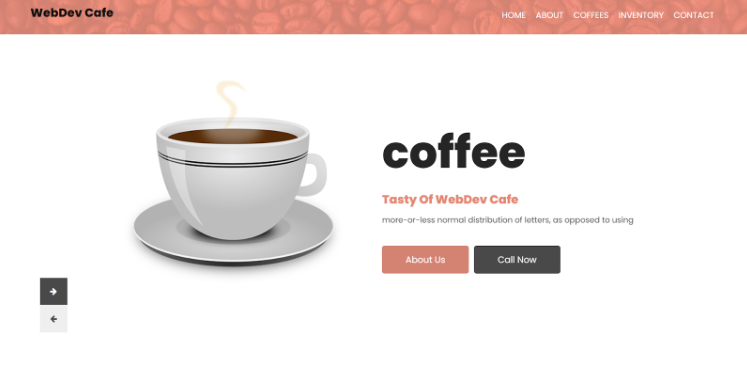 WebDev Cafe
HOME ABOUT COFFEES INVENTORY CONTACT
coffee
Tasty Of WebDev Cafe
more-or-less normal distribution of letters, as opposed to using
About Us Call Now